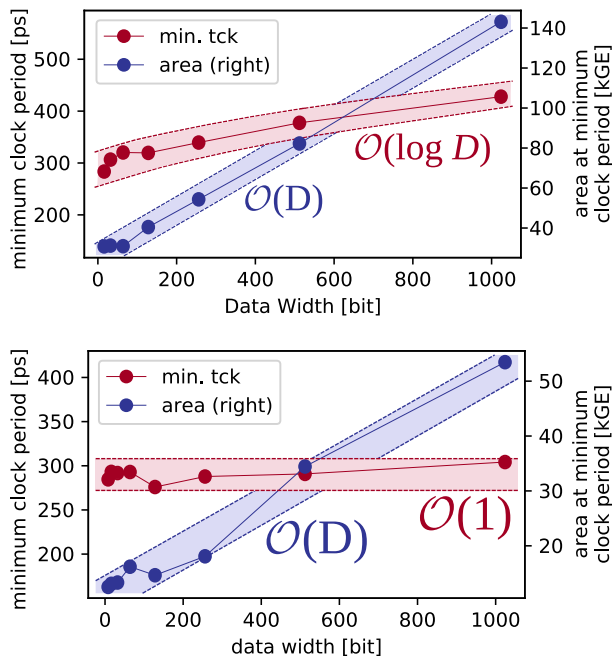 minimum clock period [ps]
500
400
300
200
min. tck
area (right)
𝒪(log D)
𝒪(D)
140
120
100
80
60
40
area at minimum
clock period [kGE]
0 200 400 600 800 1000
Data Width [bit]
minimum clock period [ps]
400
350
300
250
200
min. tck
area (right)
𝒪(D)
𝒪(1)
50
40
30
20
area at minimum
clock period [kGE]
0 200 400 600 800 1000
data width [bit]